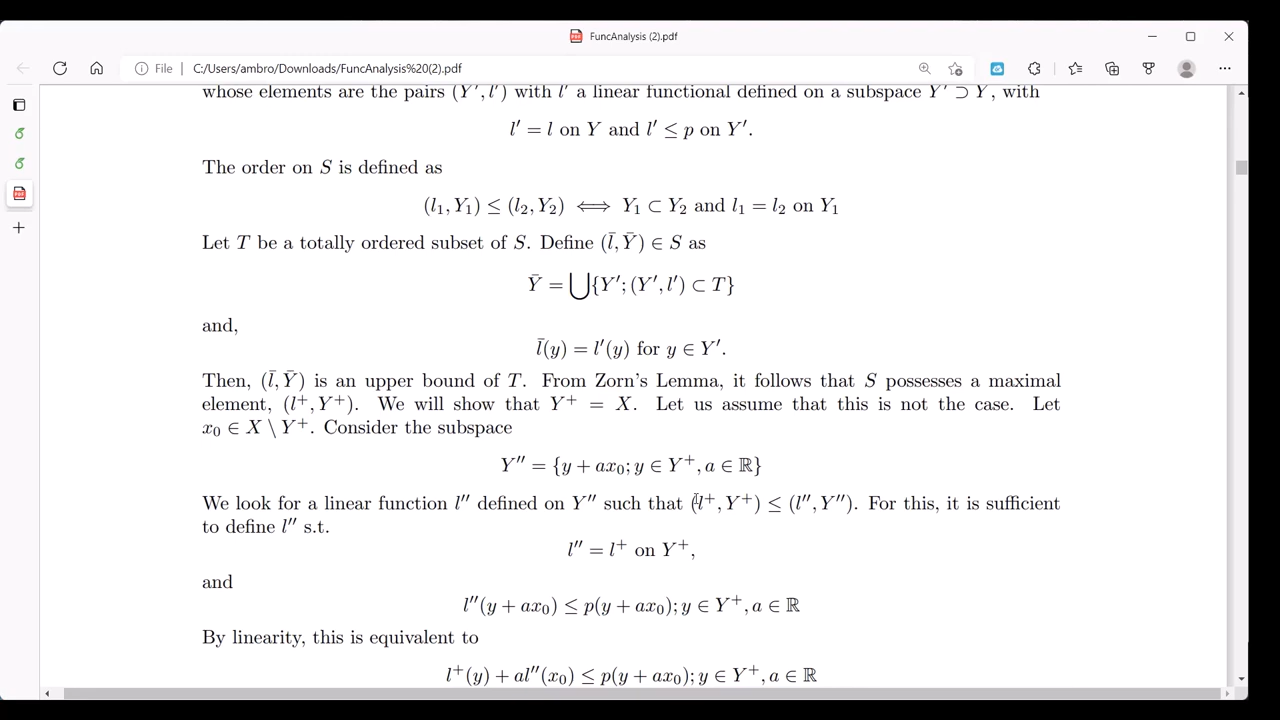 FuncAnalysis (2).pdf
File | C:/Users/ambro/Downloads/FuncAnalysis%20(2).pdf
whose elements are the pairs (Y′, l′) with l′ a linear functional defined on a subspace Y′ ⊃ Y, with
l′ = l on Y and l′ ≤ p on Y′.
The order on S is defined as
(l₁, Y₁) ≤ (l₂, Y₂) ⟺ Y₁ ⊂ Y₂ and l₁ = l₂ on Y₁
Let T be a totally ordered subset of S. Define (l̄, Ȳ) ∈ S as
Ȳ = ⋃{Y′; (Y′, l′) ⊂ T}
and,
l̄(y) = l′(y) for y ∈ Y′.
Then, (l̄, Ȳ) is an upper bound of T. From Zorn's Lemma, it follows that S possesses a maximal
element, (l⁺, Y⁺). We will show that Y⁺ = X. Let us assume that this is not the case. Let
x₀ ∈ X \ Y⁺. Consider the subspace
Y″ = {y + ax₀; y ∈ Y⁺, a ∈ ℝ}
We look for a linear function l″ defined on Y″ such that (l⁺, Y⁺) ≤ (l″, Y″). For this, it is sufficient
to define l″ s.t.
l″ = l⁺ on Y⁺,
and
l″(y + ax₀) ≤ p(y + ax₀); y ∈ Y⁺, a ∈ ℝ
By linearity, this is equivalent to
l⁺(y) + al″(x₀) ≤ p(y + ax₀); y ∈ Y⁺, a ∈ ℝ